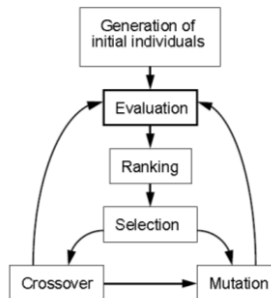 Generation of
initial individuals
Evaluation
Ranking
Selection
Crossover
Mutation